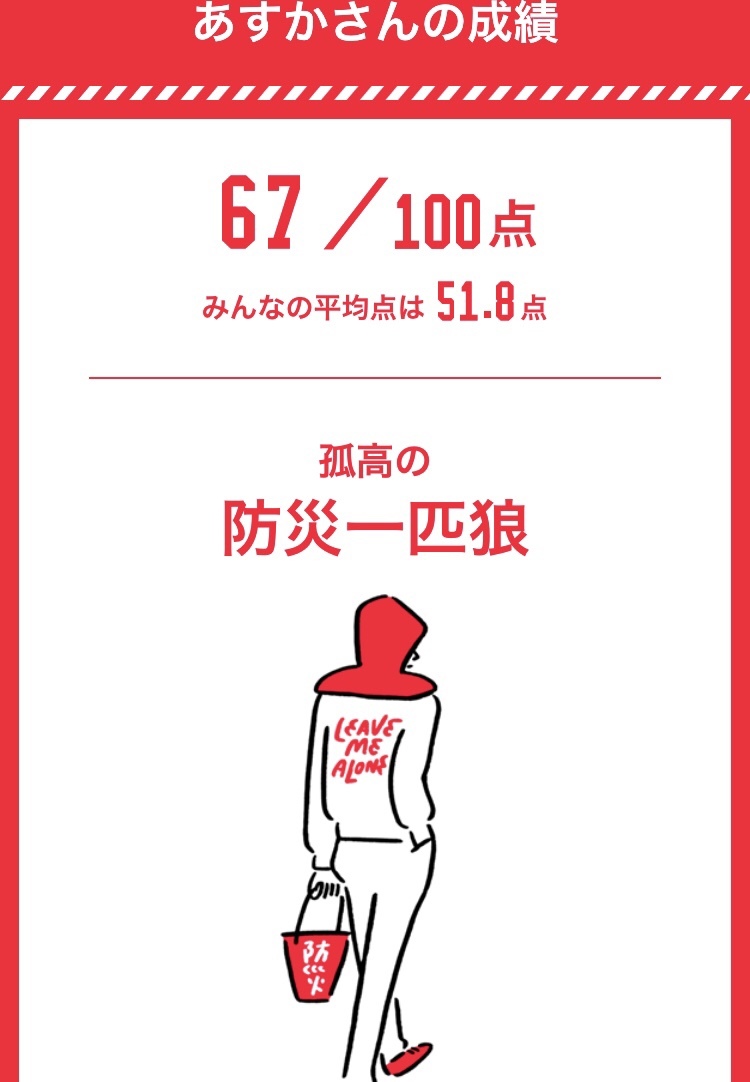 あすかさんの成績
67／100点
みんなの平均点は 51.8点
孤高の
防災一匹狼
LEAVE
ME
ALONE
防
災